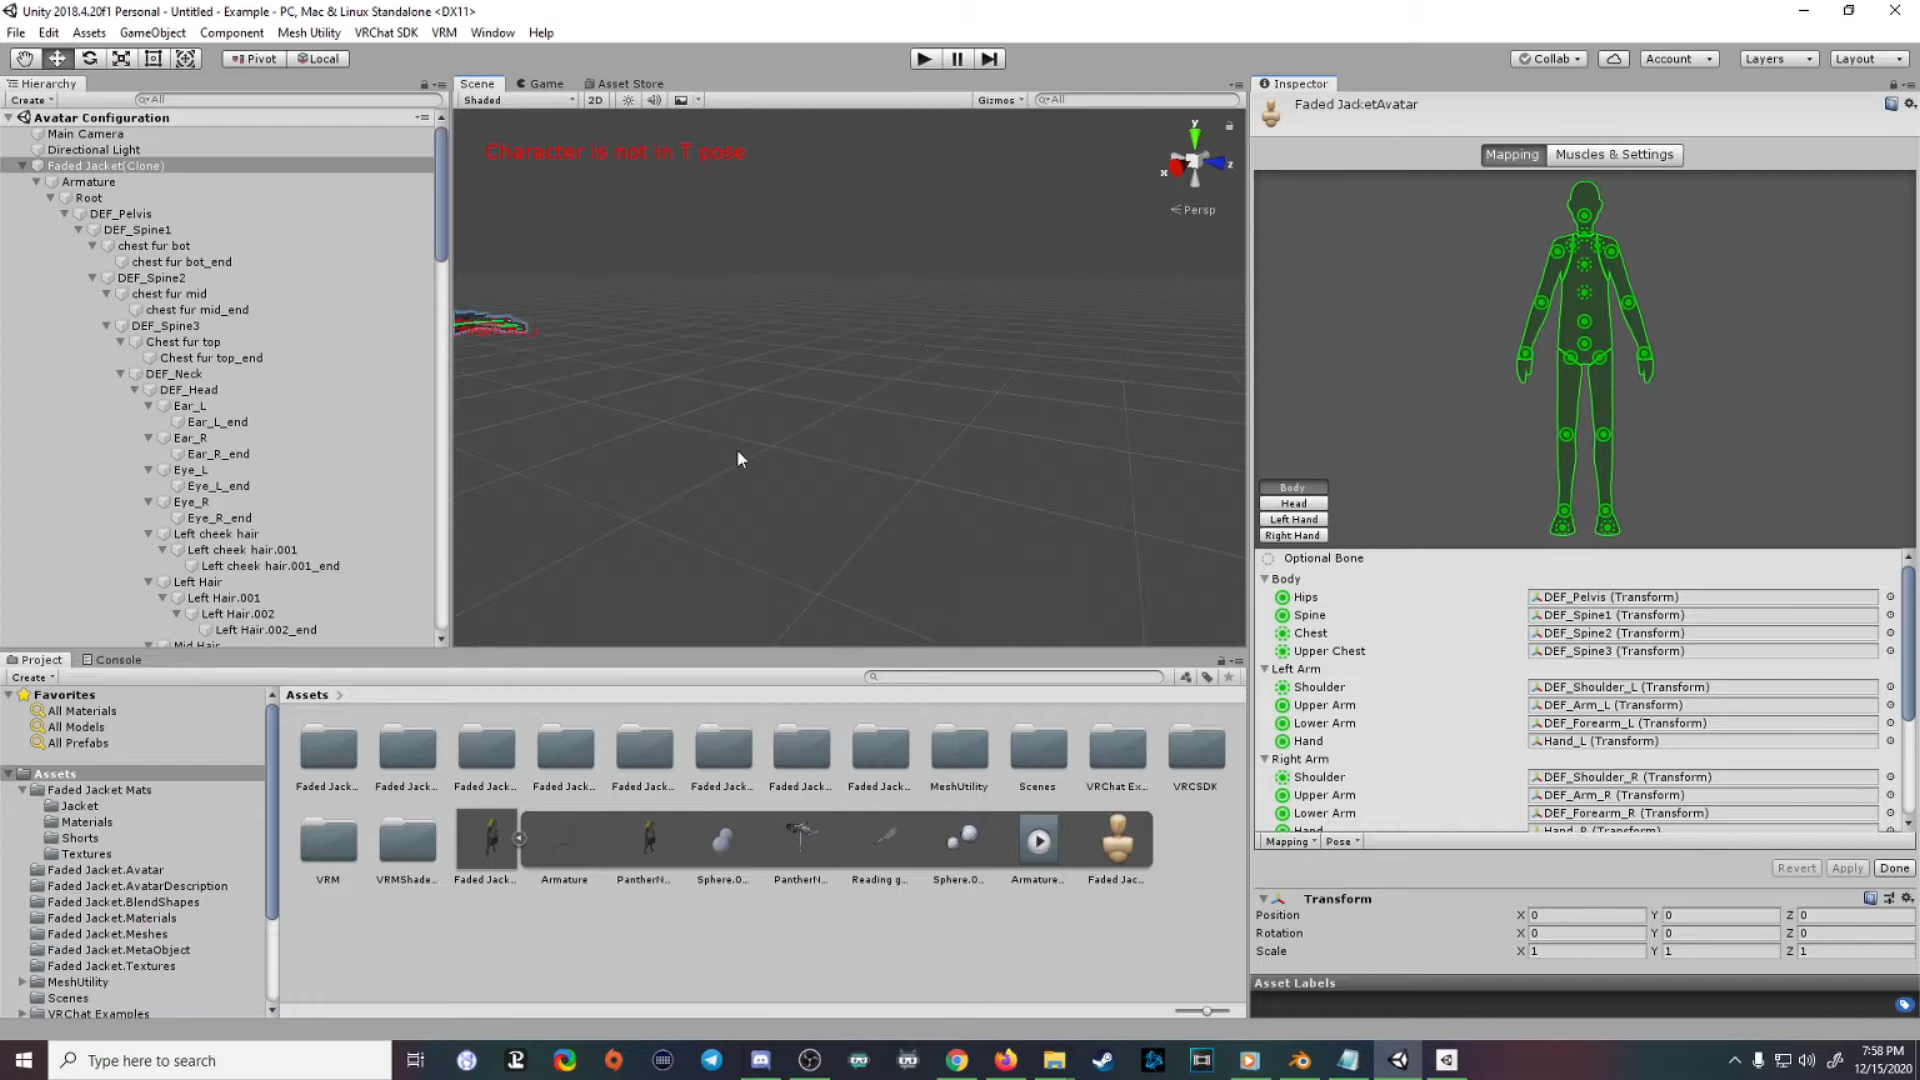 Unity 2018.4.20f1 Personal - Untitled - Example - PC, Mac & Linux Standalone <DX11>
File Edit Assets GameObject Component Mesh Utility VRChat SDK VRM Window Help
Pivot Local Collab Account Layers Layout
Hierarchy
Create All
Avatar Configuration
Main Camera
Directional Light
Faded Jacket(Clone)
Armature
Root
DEF_Pelvis
DEF_Spine1
chest fur bot
chest fur bot_end
DEF_Spine2
chest fur mid
chest fur mid_end
DEF_Spine3
Chest fur top
Chest fur top_end
DEF_Neck
DEF_Head
Ear_L
Ear_L_end
Ear_R
Ear_R_end
Eye_L
Eye_L_end
Eye_R
Eye_R_end
Left cheek hair
Left cheek hair.001
Left cheek hair.001_end
Left Hair
Left Hair.001
Left Hair.002
Left Hair.002_end
Mid Hair
Scene Game Asset Store
Shaded 2D Gizmos All
Character is not in T pose
y
x
z
Persp
Inspector
Faded JacketAvatar
Mapping Muscles & Settings
Body
Head
Left Hand
Right Hand
Optional Bone
Body
Hips DEF_Pelvis (Transform)
Spine DEF_Spine1 (Transform)
Chest DEF_Spine2 (Transform)
Upper Chest DEF_Spine3 (Transform)
Left Arm
Shoulder DEF_Shoulder_L (Transform)
Upper Arm DEF_Arm_L (Transform)
Lower Arm DEF_Forearm_L (Transform)
Hand Hand_L (Transform)
Right Arm
Shoulder DEF_Shoulder_R (Transform)
Upper Arm DEF_Arm_R (Transform)
Lower Arm DEF_Forearm_R (Transform)
Hand Hand_R (Transform)
Mapping Pose
Revert Apply Done
Transform
Position X 0 Y 0 Z 0
Rotation X 0 Y 0 Z 0
Scale X 1 Y 1 Z 1
Asset Labels
Project Console
Create
Favorites
All Materials
All Models
All Prefabs
Assets
Faded Jacket Mats
Jacket
Materials
Shorts
Textures
Faded Jacket.Avatar
Faded Jacket.AvatarDescription
Faded Jacket.BlendShapes
Faded Jacket.Materials
Faded Jacket.Meshes
Faded Jacket.MetaObject
Faded Jacket.Textures
MeshUtility
Scenes
VRChat Examples
Assets
Faded Jack... Faded Jack... Faded Jack... Faded Jack... Faded Jack... Faded Jack... Faded Jack... Faded Jack... MeshUtility Scenes VRChat Ex... VRCSDK
VRM VRMShade... Faded Jack... Armature PantherN... Sphere.0... PantherN... Reading g... Sphere.0... Armature... Faded Jac...
Type here to search
7:58 PM
12/15/2020